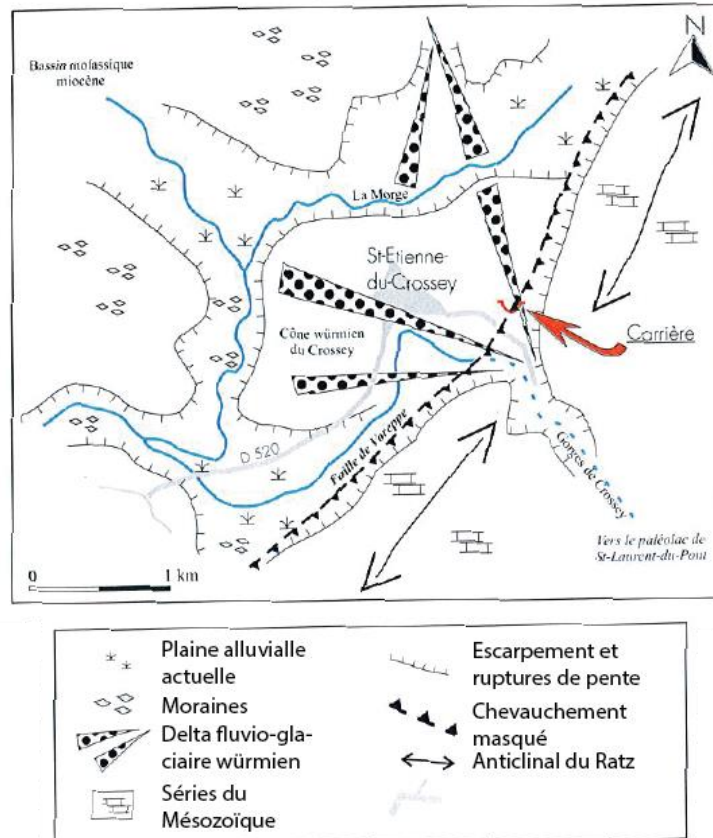 N
Bassin molassique
miocène
La Morge
St-Etienne-
du-Crossey
Carrière
Cône würmien
du Crossey
D 520
Faille de Voreppe
Gorges de Crossey
Vers le paléolac de
St-Laurent-du-Pont
0 1 km
Plaine alluvialle
actuelle
Moraines
Delta fluvio-gla-
ciaire würmien
Séries du
Mésozoïque
Escarpement et
ruptures de pente
Chevauchement
masqué
Anticlinal du Ratz